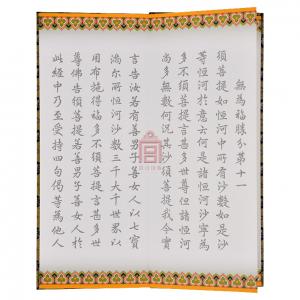 無為福勝分第十一
須菩提如恒河中所有沙數如是沙
等恒河於意云何是諸恒河沙寧為
多不須菩提言甚多世尊但諸恒河
尚多無數何況其沙須菩提我今實
言告汝若有善男子善女人以七寶
滿爾所恒河沙數三千大千世界以
用布施得福多不須菩提言甚多世
尊佛告須菩提若善男子善女人於
此經中乃至受持四句偈等為他人